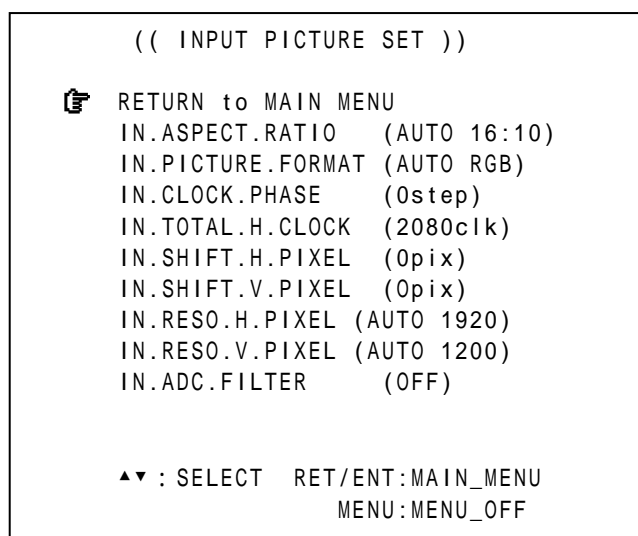 (( INPUT PICTURE SET ))
☞ RETURN to MAIN MENU
IN.ASPECT.RATIO (AUTO 16:10)
IN.PICTURE.FORMAT (AUTO RGB)
IN.CLOCK.PHASE (0step)
IN.TOTAL.H.CLOCK (2080clk)
IN.SHIFT.H.PIXEL (0pix)
IN.SHIFT.V.PIXEL (0pix)
IN.RESO.H.PIXEL (AUTO 1920)
IN.RESO.V.PIXEL (AUTO 1200)
IN.ADC.FILTER (OFF)
▲▼:SELECT RET/ENT:MAIN_MENU
MENU:MENU_OFF